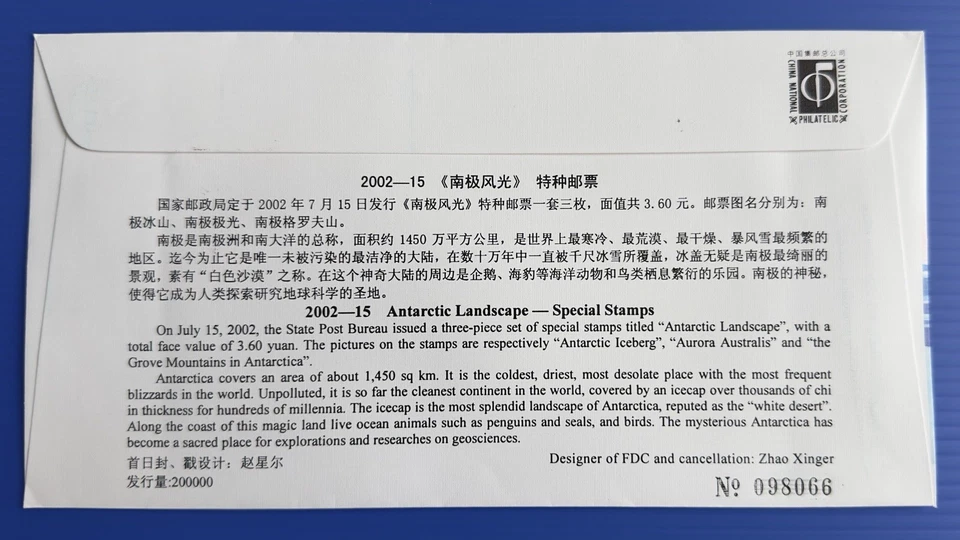 中国集邮总公司
CHINA NATIONAL
PHILATELIC
CORPORATION
2002—15 《南极风光》 特种邮票
国家邮政局定于 2002 年 7 月 15 日发行《南极风光》特种邮票一套三枚，面值共 3.60 元。邮票图名分别为：南
极冰山、南极极光、南极格罗夫山。
南极是南极洲和南大洋的总称，面积约 1450 万平方公里，是世界上最寒冷、最荒漠、最干燥、暴风雪最频繁的
地区。迄今为止它是唯一未被污染的最洁净的大陆，在数十万年中一直被千尺冰雪所覆盖，冰盖无疑是南极最绮丽的
景观，素有“白色沙漠”之称。在这个神奇大陆的周边是企鹅、海豹等海洋动物和鸟类栖息繁衍的乐园。南极的神秘，
使得它成为人类探索研究地球科学的圣地。
2002—15 Antarctic Landscape — Special Stamps
On July 15, 2002, the State Post Bureau issued a three-piece set of special stamps titled “Antarctic Landscape”, with a
total face value of 3.60 yuan. The pictures on the stamps are respectively “Antarctic Iceberg”, “Aurora Australis” and “the
Grove Mountains in Antarctica”.
Antarctica covers an area of about 1,450 sq km. It is the coldest, driest, most desolate place with the most frequent
blizzards in the world. Unpolluted, it is so far the cleanest continent in the world, covered by an icecap over thousands of chi
in thickness for hundreds of millennia. The icecap is the most splendid landscape of Antarctica, reputed as the “white desert”.
Along the coast of this magic land live ocean animals such as penguins and seals, and birds. The mysterious Antarctica has
become a sacred place for explorations and researches on geosciences.
首日封、戳设计：赵星尔
Designer of FDC and cancellation: Zhao Xinger
发行量:200000
№ 098066